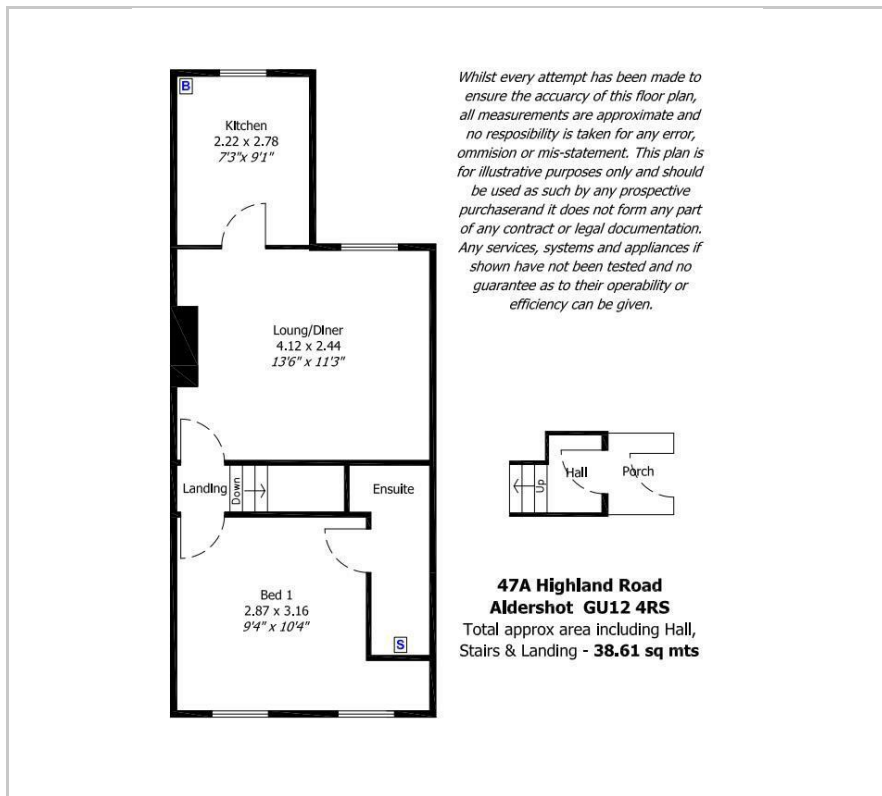 B
Kitchen
2.22 x 2.78
7'3"x 9'1"
Whilst every attempt has been made to
ensure the accuarcy of this floor plan,
all measurements are approximate and
no resposibility is taken for any error,
ommision or mis-statement. This plan is
for illustrative purposes only and should
be used as such by any prospective
purchaserand it does not form any part
of any contract or legal documentation.
Any services, systems and appliances if
shown have not been tested and no
guarantee as to their operability or
efficiency can be given.
Loung/Diner
4.12 x 2.44
13'6" x 11'3"
Landing
Down
Ensuite
Up
Hall
Porch
Bed 1
2.87 x 3.16
9'4" x 10'4"
S
47A Highland Road
Aldershot GU12 4RS
Total approx area including Hall,
Stairs & Landing - 38.61 sq mts